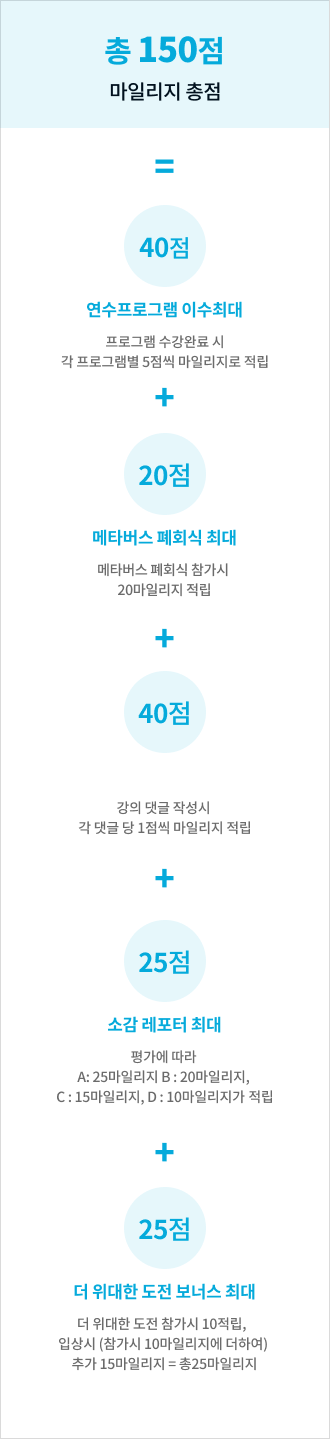 총 150점
마일리지 총점
=
40점
연수프로그램 이수최대
프로그램 수강완료 시
각 프로그램별 5점씩 마일리지로 적립
+
20점
메타버스 폐회식 최대
메타버스 폐회식 참가시
20마일리지 적립
+
40점
강의 댓글 작성시
각 댓글 당 1점씩 마일리지 적립
+
25점
소감 레포터 최대
평가에 따라
A: 25마일리지 B : 20마일리지,
C : 15마일리지, D : 10마일리지가 적립
+
25점
더 위대한 도전 보너스 최대
더 위대한 도전 참가시 10적립,
입상시 (참가시 10마일리지에 더하여)
추가 15마일리지 = 총25마일리지